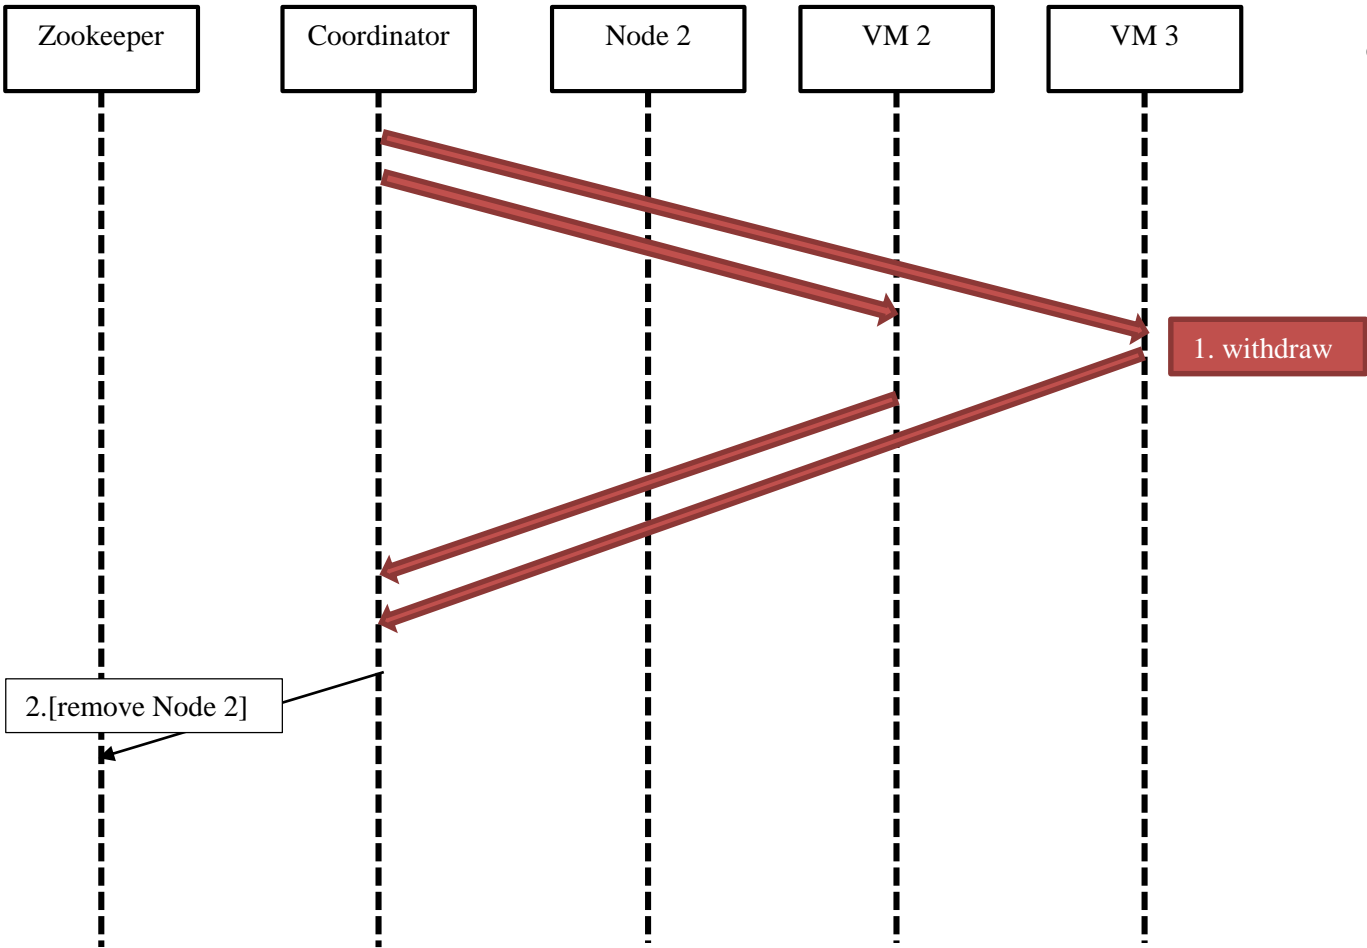 Zookeeper
Coordinator
Node 2
VM 2
VM 3
1. withdraw
2.[remove Node 2]